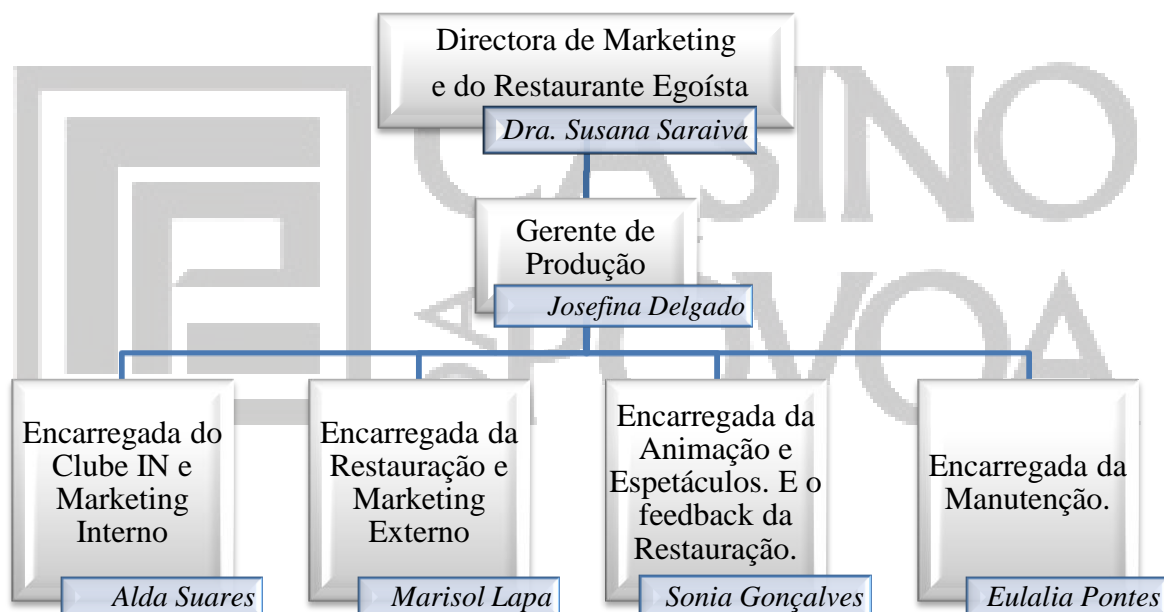 Directora de Marketing
e do Restaurante Egoísta
Dra. Susana Saraiva
CASINO
DA
PÓVOA
Gerente de
Produção
Josefina Delgado
Encarregada do
Clube IN e
Marketing
Interno
Alda Suares
Encarregada da
Restauração e
Marketing
Externo
Marisol Lapa
Encarregada da
Animação e
Espetáculos. E o
feedback da
Restauração.
Sonia Gonçalves
Encarregada da
Manutenção.
Eulalia Pontes